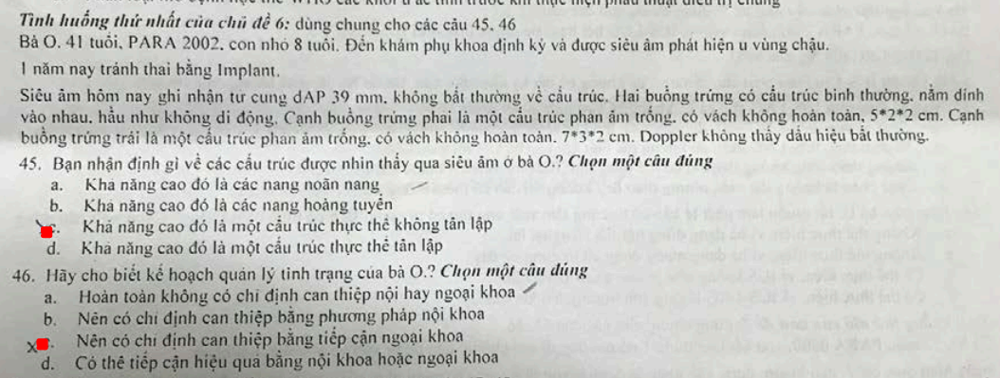 Tình huống thứ nhất của chủ đề 6: dùng chung cho các câu 45, 46
Bà O. 41 tuổi, PARA 2002, con nhỏ 8 tuổi. Đến khám phụ khoa định kỳ và được siêu âm phát hiện u vùng chậu.
1 năm nay tránh thai bằng Implant.
Siêu âm hôm nay ghi nhận tử cung dAP 39 mm, không bất thường về cấu trúc. Hai buồng trứng có cấu trúc bình thường, nằm dính
vào nhau, hầu như không di động. Cạnh buồng trứng phải là một cấu trúc phản âm trống, có vách không hoàn toàn, 5*2*2 cm. Cạnh
buồng trứng trái là một cấu trúc phản âm trống, có vách không hoàn toàn, 7*3*2 cm. Doppler không thấy dấu hiệu bất thường.
45. Bạn nhận định gì về các cấu trúc được nhìn thấy qua siêu âm ở bà O.? Chọn một câu đúng
a. Khả năng cao đó là các nang noãn nang
b. Khả năng cao đó là các nang hoàng tuyến
c. Khả năng cao đó là một cấu trúc thực thể không tân lập
d. Khả năng cao đó là một cấu trúc thực thể tân lập
46. Hãy cho biết kế hoạch quản lý tình trạng của bà O.? Chọn một câu đúng
a. Hoàn toàn không có chỉ định can thiệp nội hay ngoại khoa
b. Nên có chỉ định can thiệp bằng phương pháp nội khoa
Nên có chỉ định can thiệp bằng tiếp cận ngoại khoa
d. Có thể tiếp cận hiệu quả bằng nội khoa hoặc ngoại khoa